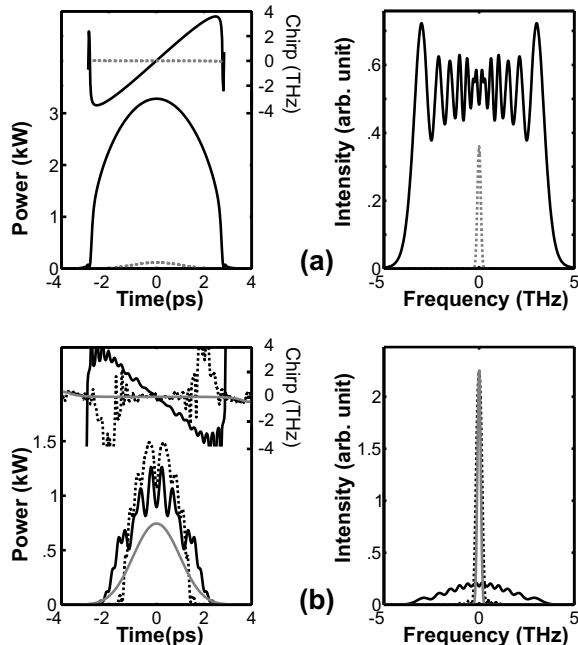 4
2
0
-2
-4
Chirp (THz)
3
2
1
0
Power (kW)
-4 -2 0 2 4
Time(ps)
(a)
.8
.6
.4
.2
0
Intensity (arb. unit)
-5 0 5
Frequency (THz)
4
2
0
-2
-4
Chirp (THz)
1.5
1
.5
0
Power (kW)
-4 -2 0 2 4
Time(ps)
(b)
2
1.5
1
.5
0
Intensity (arb. unit)
-5 0 5
Frequency (THz)